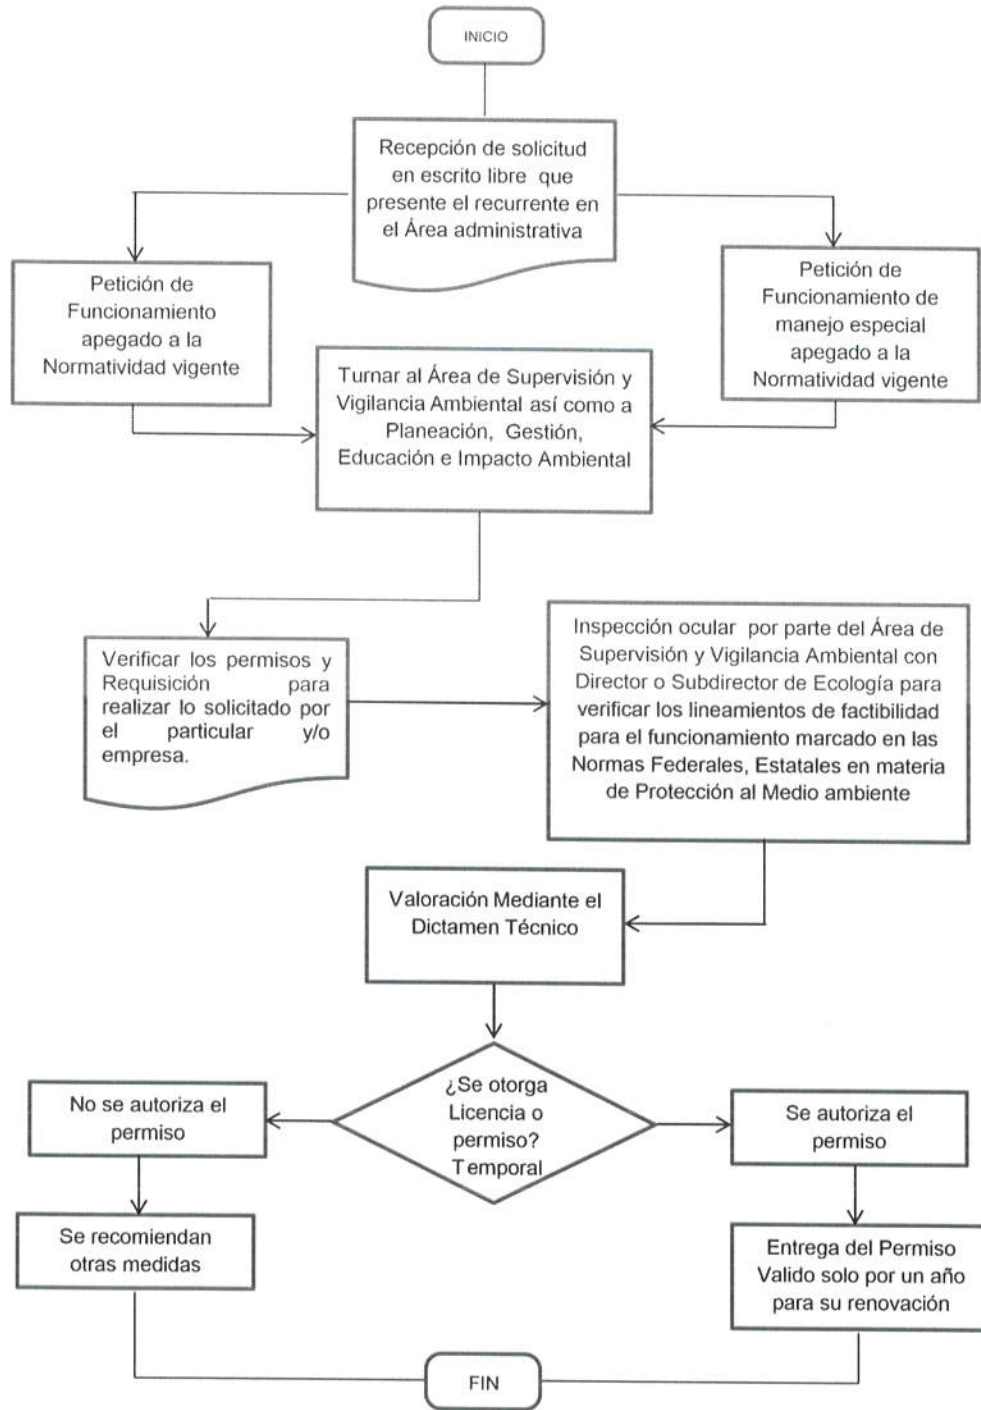 INICIO
Recepción de solicitud
en escrito libre que
presente el recurrente en
el Área administrativa
Petición de
Funcionamiento
apegado a la
Normatividad vigente
Petición de
Funcionamiento de
manejo especial
apegado a la
Normatividad vigente
Turnar al Área de Supervisión y
Vigilancia Ambiental así como a
Planeación, Gestión,
Educación e Impacto Ambiental
Verificar los permisos y
Requisición para
realizar lo solicitado por
el particular y/o
empresa.
Inspección ocular por parte del Área de
Supervisión y Vigilancia Ambiental con
Director o Subdirector de Ecología para
verificar los lineamientos de factibilidad
para el funcionamiento marcado en las
Normas Federales, Estatales en materia
de Protección al Medio ambiente
Valoración Mediante el
Dictamen Técnico
¿Se otorga
Licencia o
permiso?
Temporal
No se autoriza el
permiso
Se autoriza el
permiso
Se recomiendan
otras medidas
Entrega del Permiso
Valido solo por un año
para su renovación
FIN